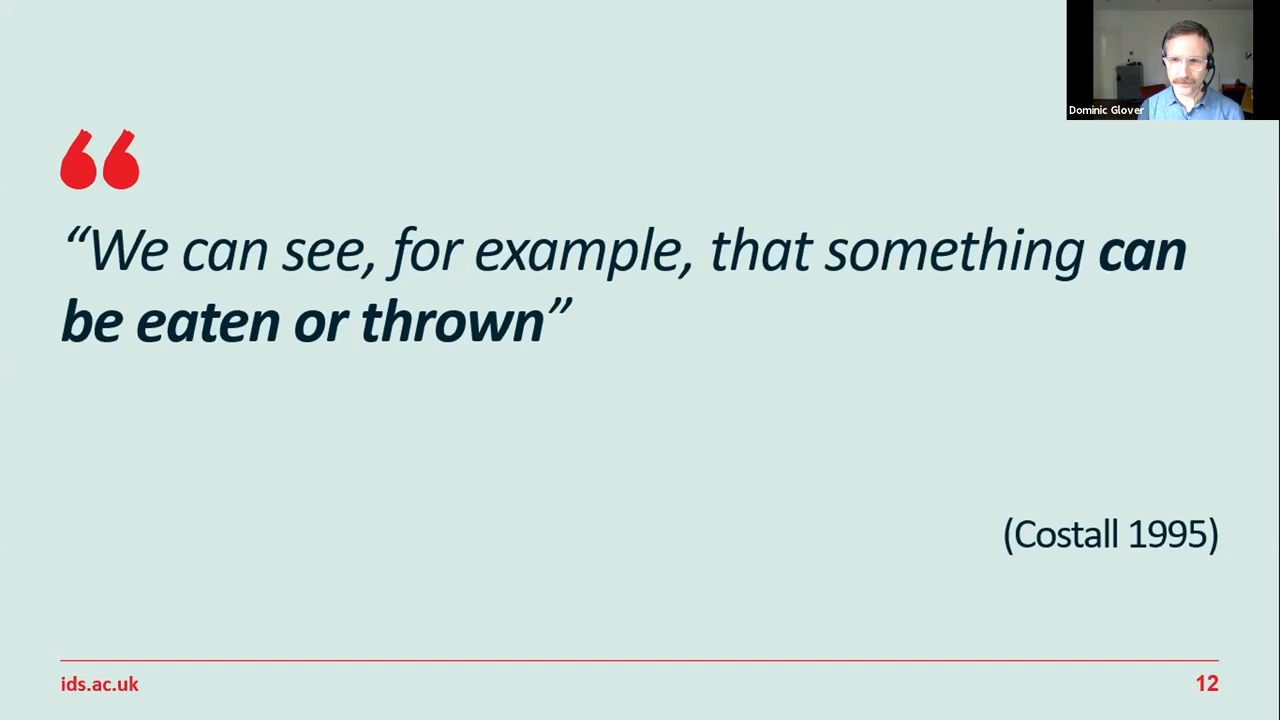 Dominic Glover
“We can see, for example, that something can
be eaten or thrown”
(Costall 1995)
ids.ac.uk
12